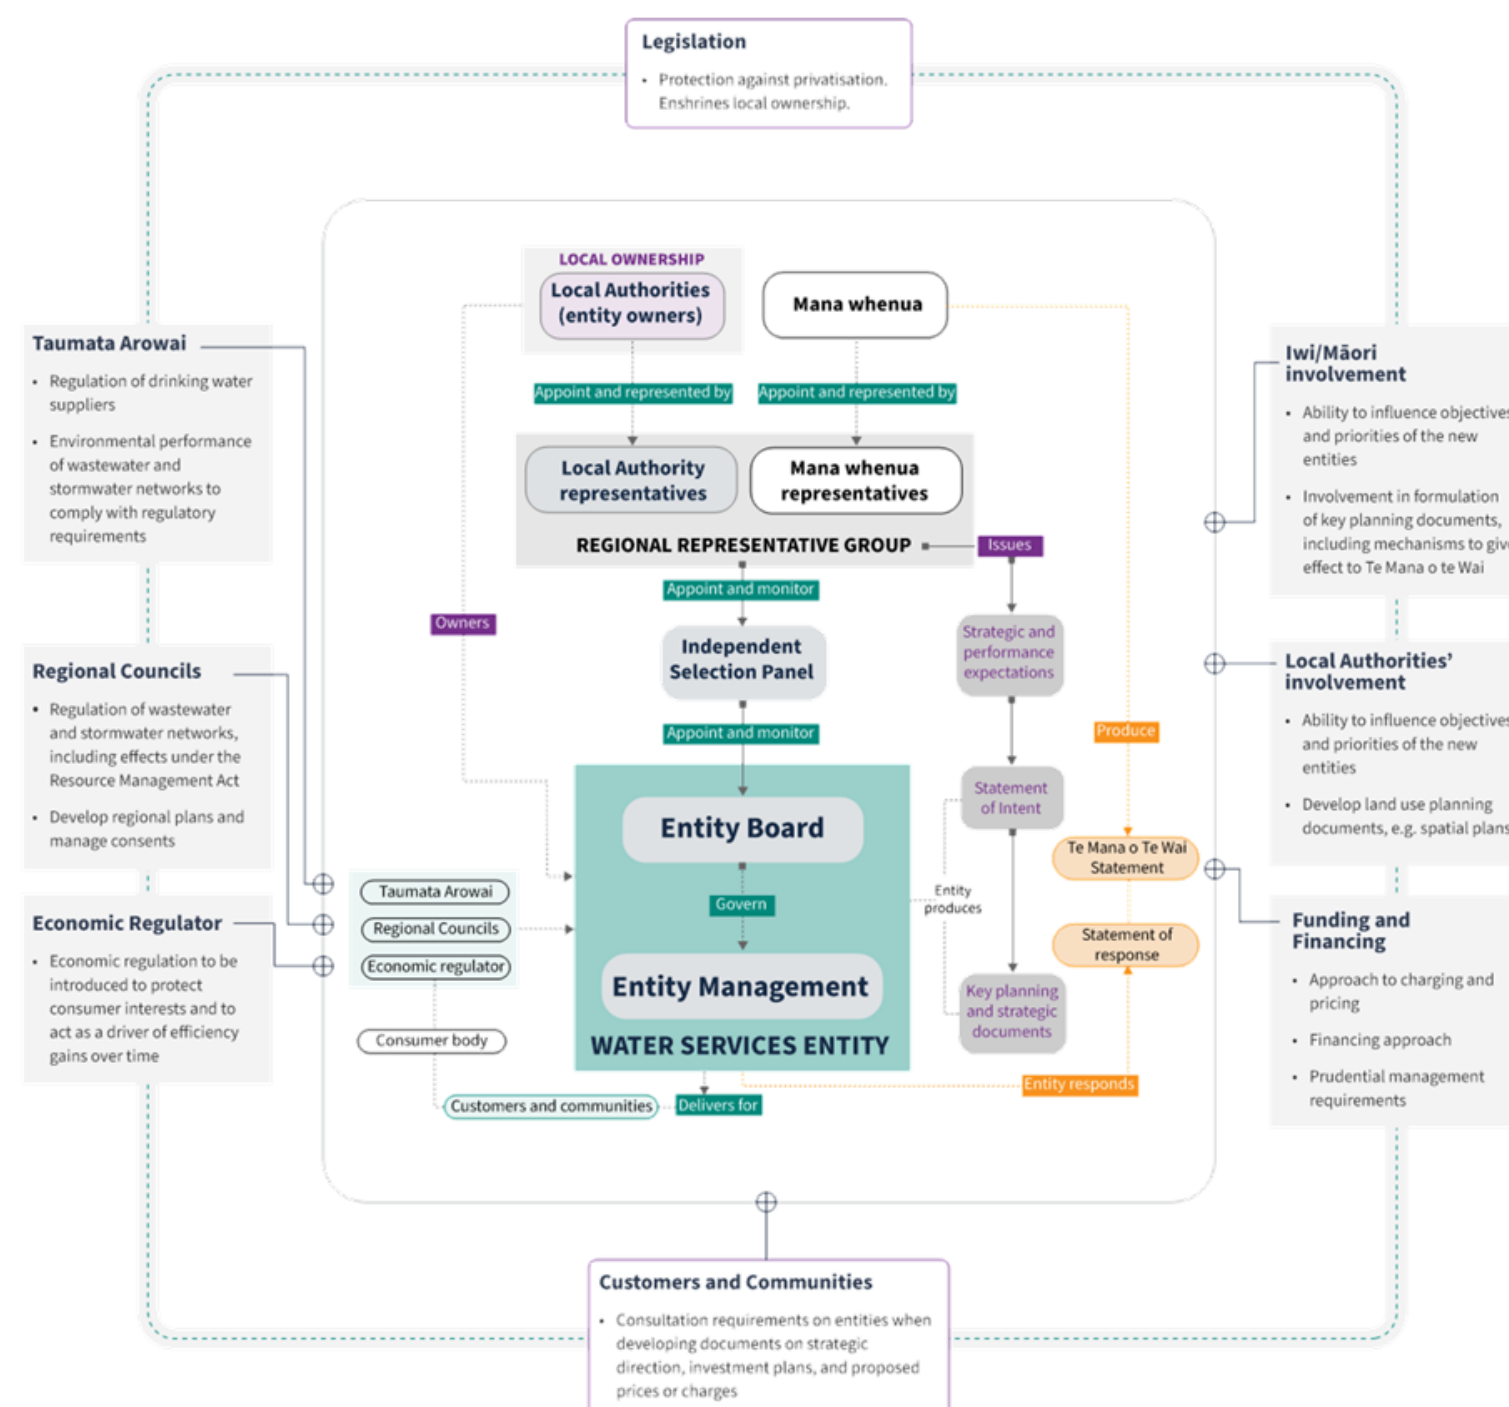 Legislation
• Protection against privatisation.
Enshrines local ownership.
LOCAL OWNERSHIP
Local Authorities
(entity owners)
Mana whenua
Appoint and represented by
Appoint and represented by
Local Authority
representatives
Mana whenua
representatives
REGIONAL REPRESENTATIVE GROUP
Issues
Appoint and monitor
Owners
Independent
Selection Panel
Strategic and
performance
expectations
Appoint and monitor
Produce
Statement
of Intent
Entity Board
Te Mana o Te Wai
Statement
Govern
Entity
produces
Statement of
response
Entity Management
Key planning
and strategic
documents
WATER SERVICES ENTITY
Entity responds
Delivers for
Taumata Arowai
Regional Councils
Economic regulator
Consumer body
Customers and communities
Taumata Arowai
• Regulation of drinking water
suppliers
• Environmental performance
of wastewater and
stormwater networks to
comply with regulatory
requirements
Regional Councils
• Regulation of wastewater
and stormwater networks,
including effects under the
Resource Management Act
• Develop regional plans and
manage consents
Economic Regulator
• Economic regulation to be
introduced to protect
consumer interests and to
act as a driver of efficiency
gains over time
Iwi/Māori
involvement
• Ability to influence objectives
and priorities of the new
entities
• Involvement in formulation
of key planning documents,
including mechanisms to giv
effect to Te Mana o te Wai
Local Authorities’
involvement
• Ability to influence objectives
and priorities of the new
entities
• Develop land use planning
documents, e.g. spatial plans
Funding and
Financing
• Approach to charging and
pricing
• Financing approach
• Prudential management
requirements
Customers and Communities
• Consultation requirements on entities when
developing documents on strategic
direction, investment plans, and proposed
prices or charges